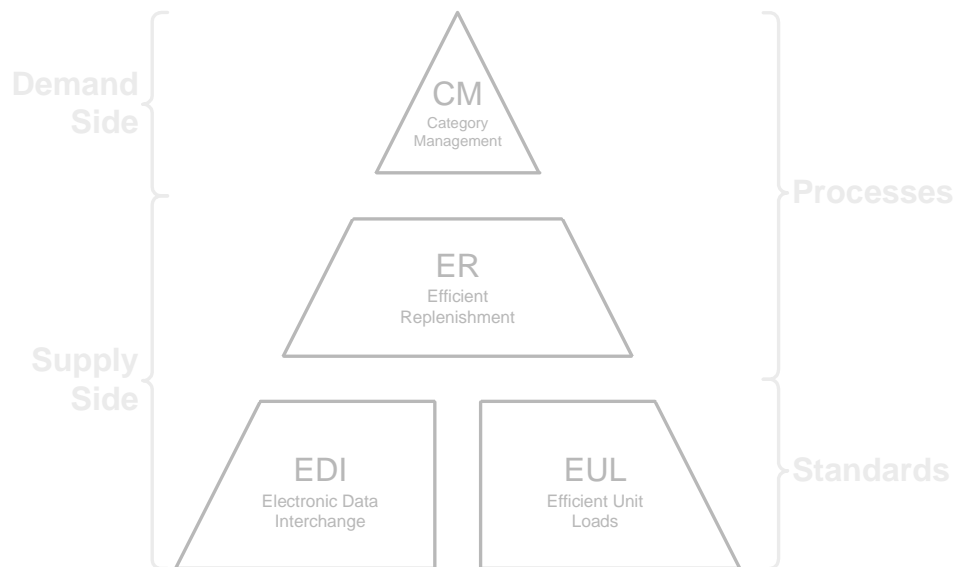 Demand
Side
CM
Category
Management
Processes
ER
Efficient
Replenishment
Supply
Side
EDI
Electronic Data
Interchange
EUL
Efficient Unit
Loads
Standards